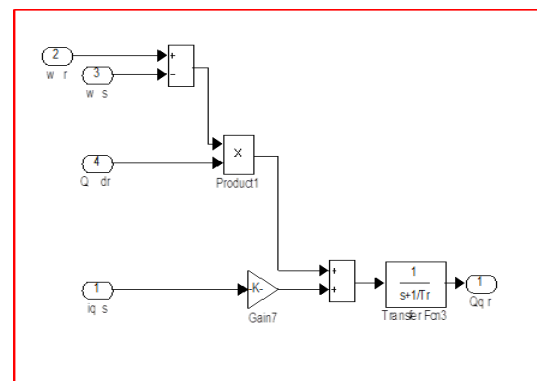 2
+
w r
3
−
w s
4
X
Q dr
Product1
1
s+1/Tr
+
+
1
-K-
1
iq s
Gain7
Transfer Fcn3
Qq r